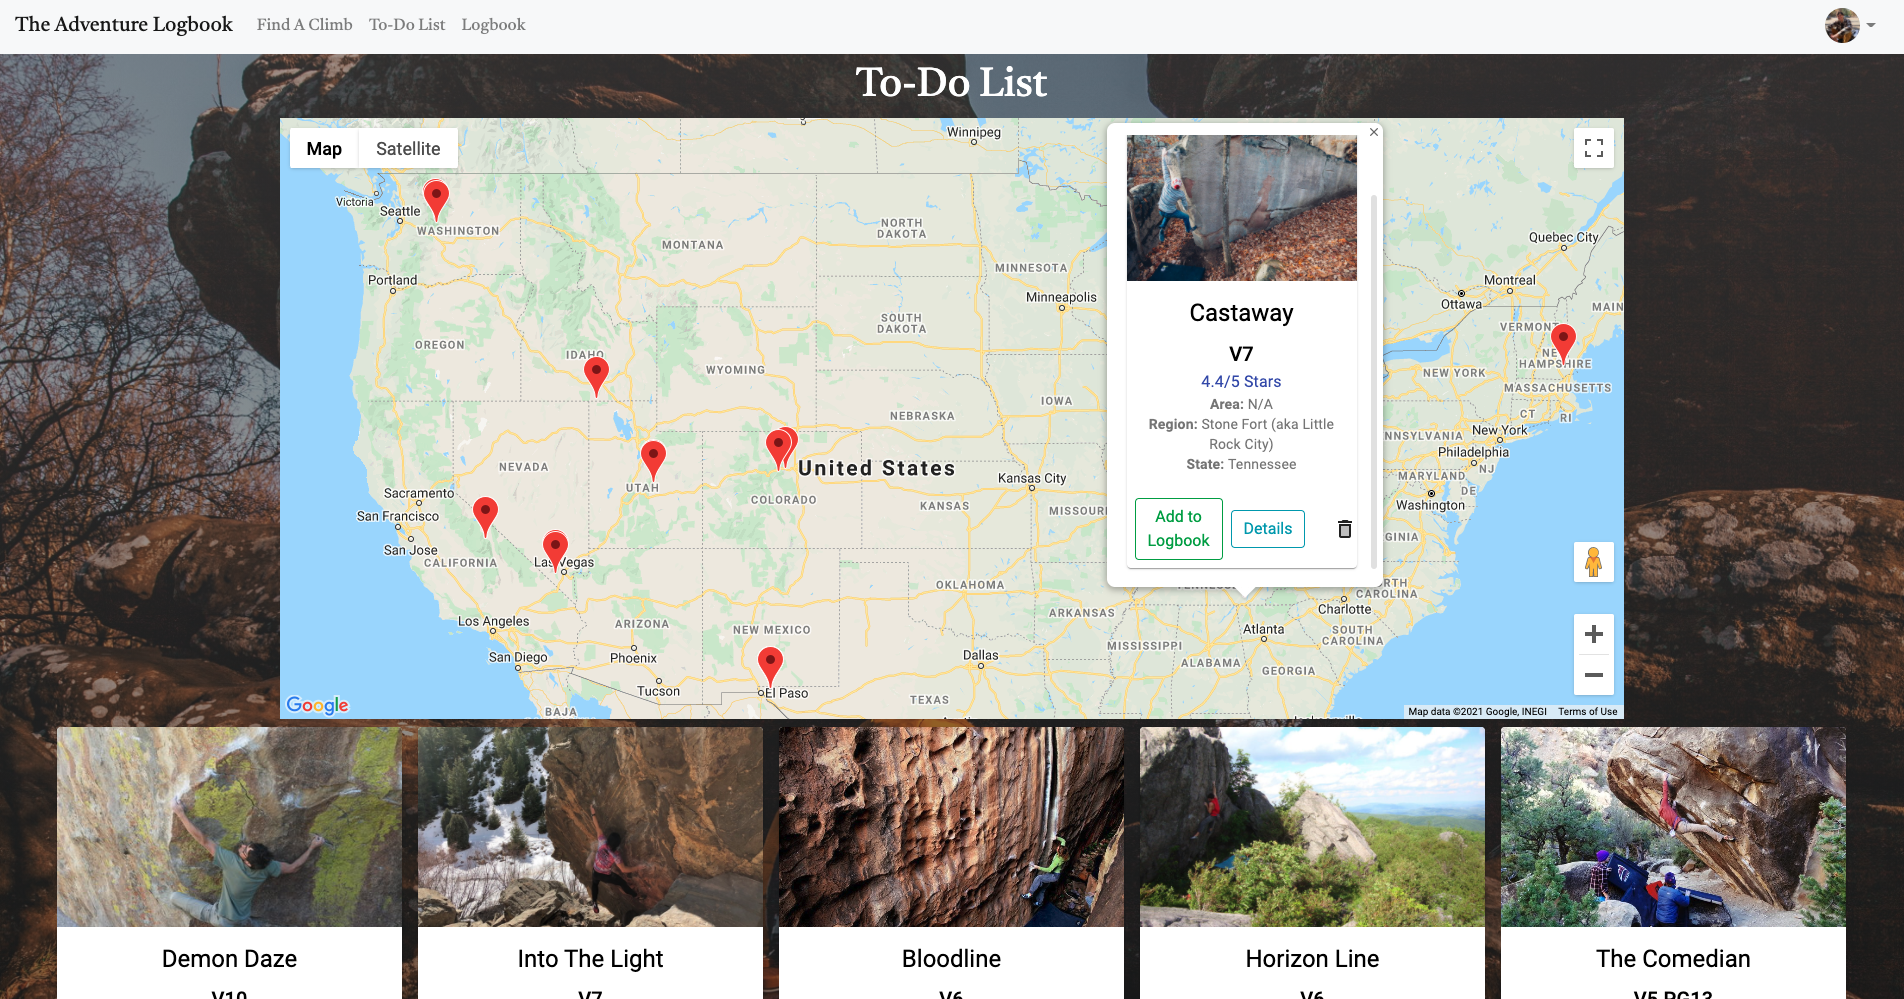 The Adventure Logbook
Find A Climb
To-Do List
Logbook
To-Do List
Map
Satellite
Winnipeg
Victoria
Seattle
WASHINGTON
NORTH
DAKOTA
MONTANA
Quebec City
MINNESOTA
Montreal
Portland
Minneapolis
Ottawa
MAIN
SOUTH
DAKOTA
VERMONT
OREGON
IDAHO
NE
HAMPSHIRE
WYOMING
NEW YORK
MASSACHUSETTS
IOWA
NEBRASKA
CT
RI
New York
NNSYLVANIA
Philadelphia
United States
NEVADA
NJ
UTAH
Kansas City
MARYLAND
Sacramento
COLORADO
DE
KANSAS
MISSOURI
Washington
San Francisco
GINIA
San Jose
CALIFORNIA
Las Vegas
OKLAHOMA
RTH
CAROLINA
ARKANSAS
Charlotte
Los Angeles
ARIZONA
NEW MEXICO
Atlanta
SOUTH
CAROLINA
MISSISSIPPI
San Diego
Phoenix
Dallas
ALABAMA
GEORGIA
Tucson
El Paso
TEXAS
BAJA
Google
Map data ©2021 Google, INEGI
Terms of Use
Castaway
V7
4.4/5 Stars
Area: N/A
Region: Stone Fort (aka Little
Rock City)
State: Tennessee
Add to
Logbook
Details
Demon Daze
V10
Into The Light
V7
Bloodline
V6
Horizon Line
V6
The Comedian
V5 PG13